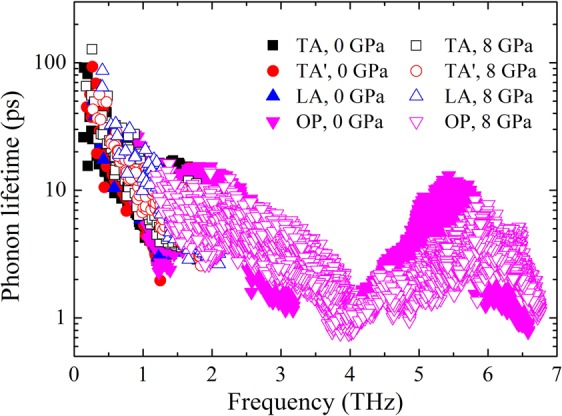 TA, 0 GPa TA, 8 GPa
TA', 0 GPa TA', 8 GPa
LA, 0 GPa LA, 8 GPa
OP, 0 GPa OP, 8 GPa
100
10
1
Phonon lifetime (ps)
0 1 2 3 4 5 6 7
Frequency (THz)